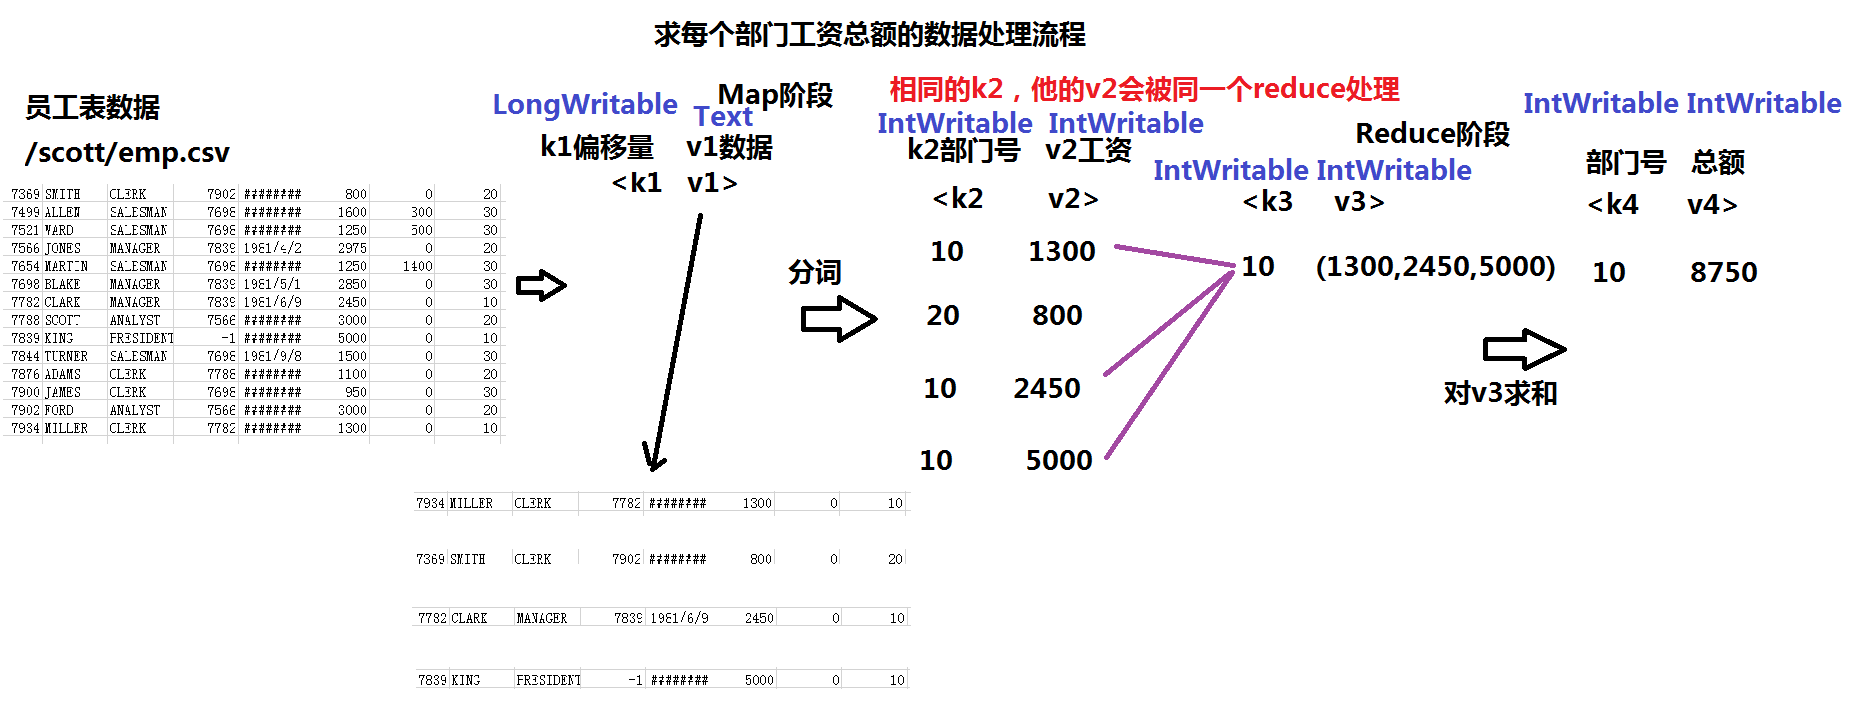 求每个部门工资总额的数据处理流程
员工表数据
/scott/emp.csv
7369 SMITH CLERK 7902 ######## 800 0 20
7499 ALLEN SALESMAN 7698 ######## 1600 300 30
7521 WARD SALESMAN 7698 ######## 1250 500 30
7566 JONES MANAGER 7839 1981/4/2 2975 0 20
7654 MARTIN SALESMAN 7698 ######## 1250 1400 30
7698 BLAKE MANAGER 7839 1981/5/1 2850 0 30
7782 CLARK MANAGER 7839 1981/6/9 2450 0 10
7788 SCOTT ANALYST 7566 ######## 3000 0 20
7839 KING PRESIDENT -1 ######## 5000 0 10
7844 TURNER SALESMAN 7698 1981/9/8 1500 0 30
7876 ADAMS CLERK 7788 ######## 1100 0 20
7900 JAMES CLERK 7698 ######## 950 0 30
7902 FORD ANALYST 7566 ######## 3000 0 20
7934 MILLER CLERK 7782 ######## 1300 0 10
Map阶段
LongWritable Text
k1偏移量 v1数据
<k1 v1>
7934 MILLER CLERK 7782 ######## 1300 0 10
7369 SMITH CLERK 7902 ######## 800 0 20
7782 CLARK MANAGER 7839 1981/6/9 2450 0 10
7839 KING PRESIDENT -1 ######## 5000 0 10
分词
相同的k2，他的v2会被同一个reduce处理
IntWritable IntWritable
k2部门号 v2工资
<k2 v2>
10 1300
20 800
10 2450
10 5000
Reduce阶段
IntWritable IntWritable
<k3 v3>
10 (1300,2450,5000)
对v3求和
IntWritable IntWritable
部门号 总额
<k4 v4>
10 8750